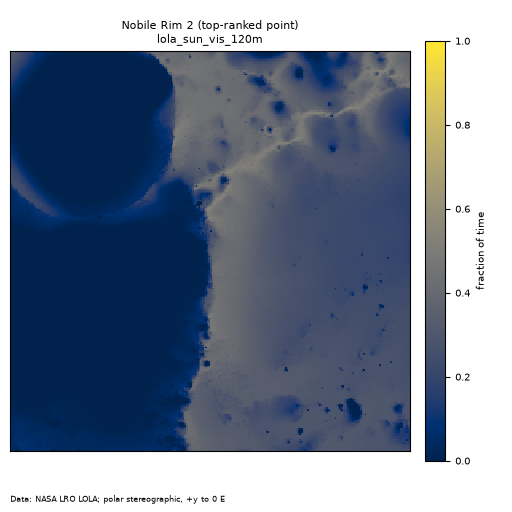 Nobile Rim 2 (top-ranked point)
lola_sun_vis_120m
1.0
0.8
0.6
0.4
0.2
0.0
fraction of time
Data: NASA LRO LOLA; polar stereographic, +y to 0 E